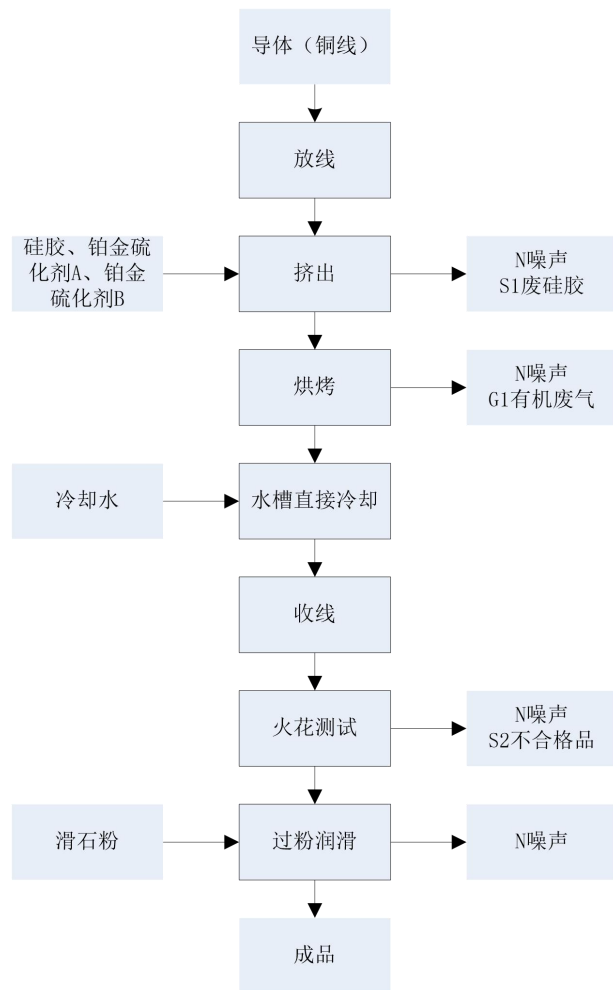 导体（铜线）
放线
硅胶、铂金硫
化剂A、铂金
硫化剂B
挤出
N噪声
S1废硅胶
烘烤
N噪声
G1有机废气
冷却水
水槽直接冷却
收线
火花测试
N噪声
S2不合格品
滑石粉
过粉润滑
N噪声
成品